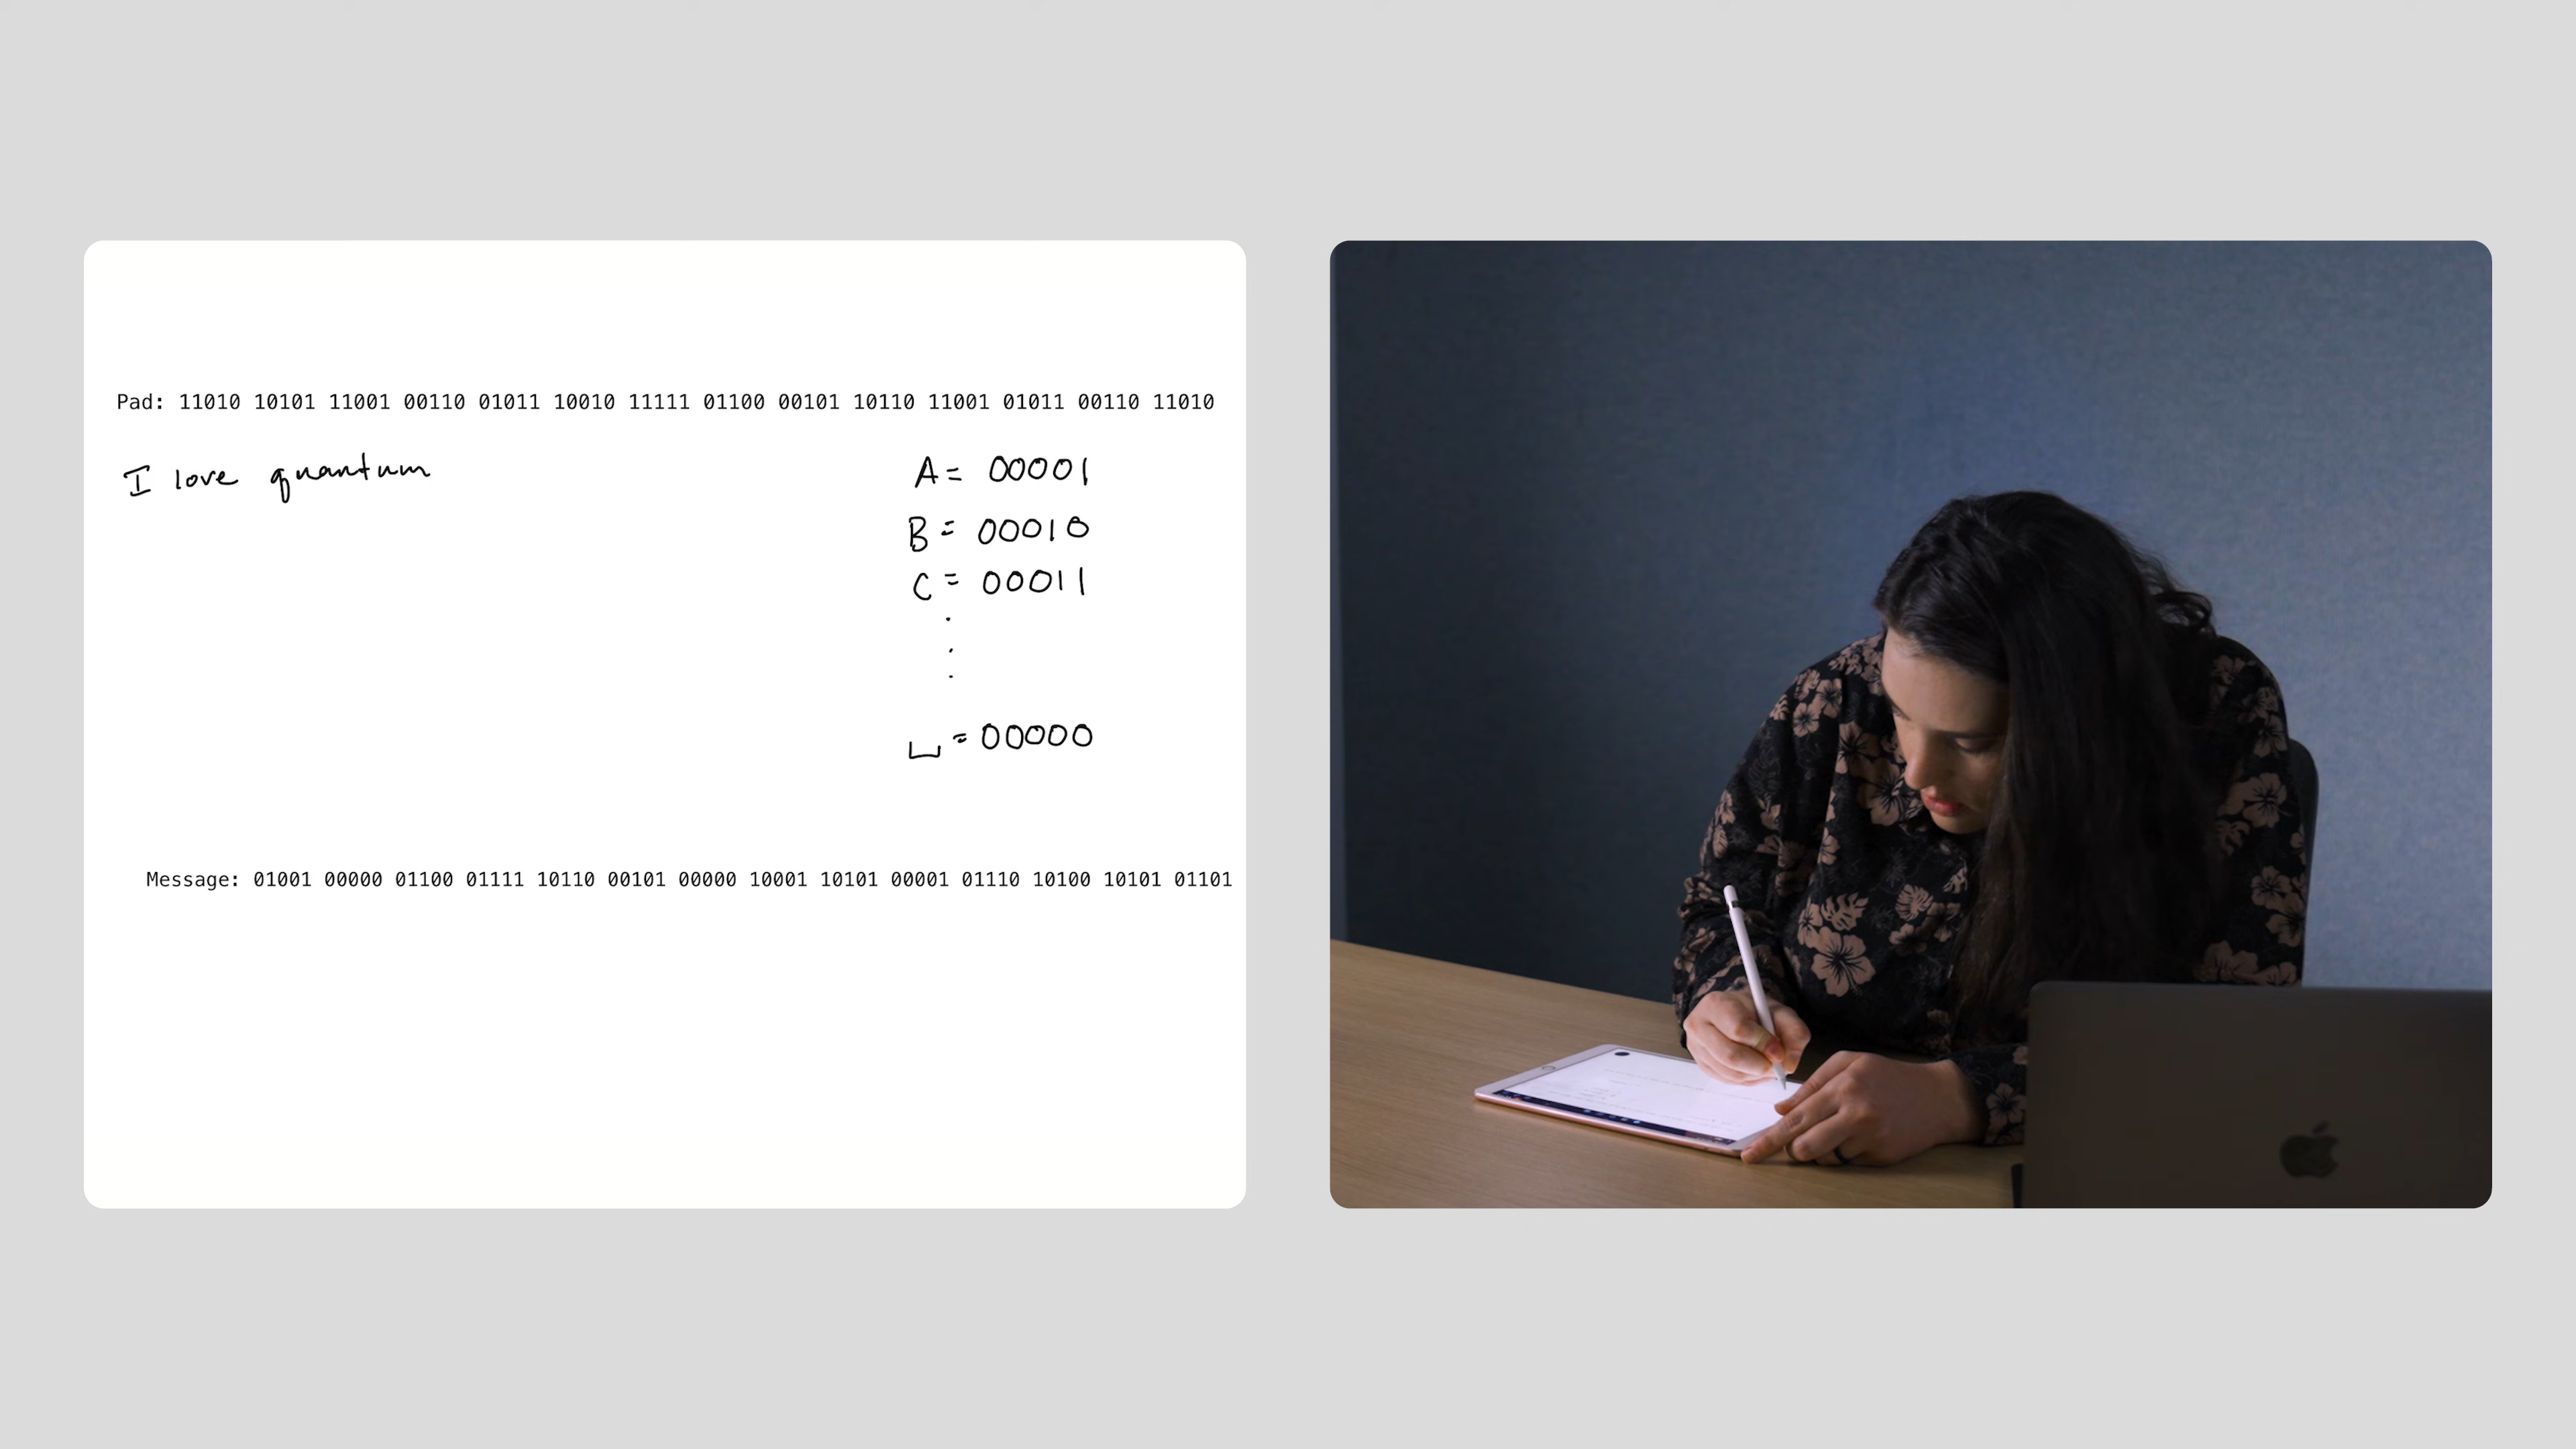 Pad: 11010 10101 11001 00110 01011 10010 11111 01100 00101 10110 11001 01011 00110 11010
I love quantum
A = 00001
B = 00010
C = 00011
.
.
.
⌴ = 00000
Message: 01001 00000 01100 01111 10110 00101 00000 10001 10101 00001 01110 10100 10101 01101